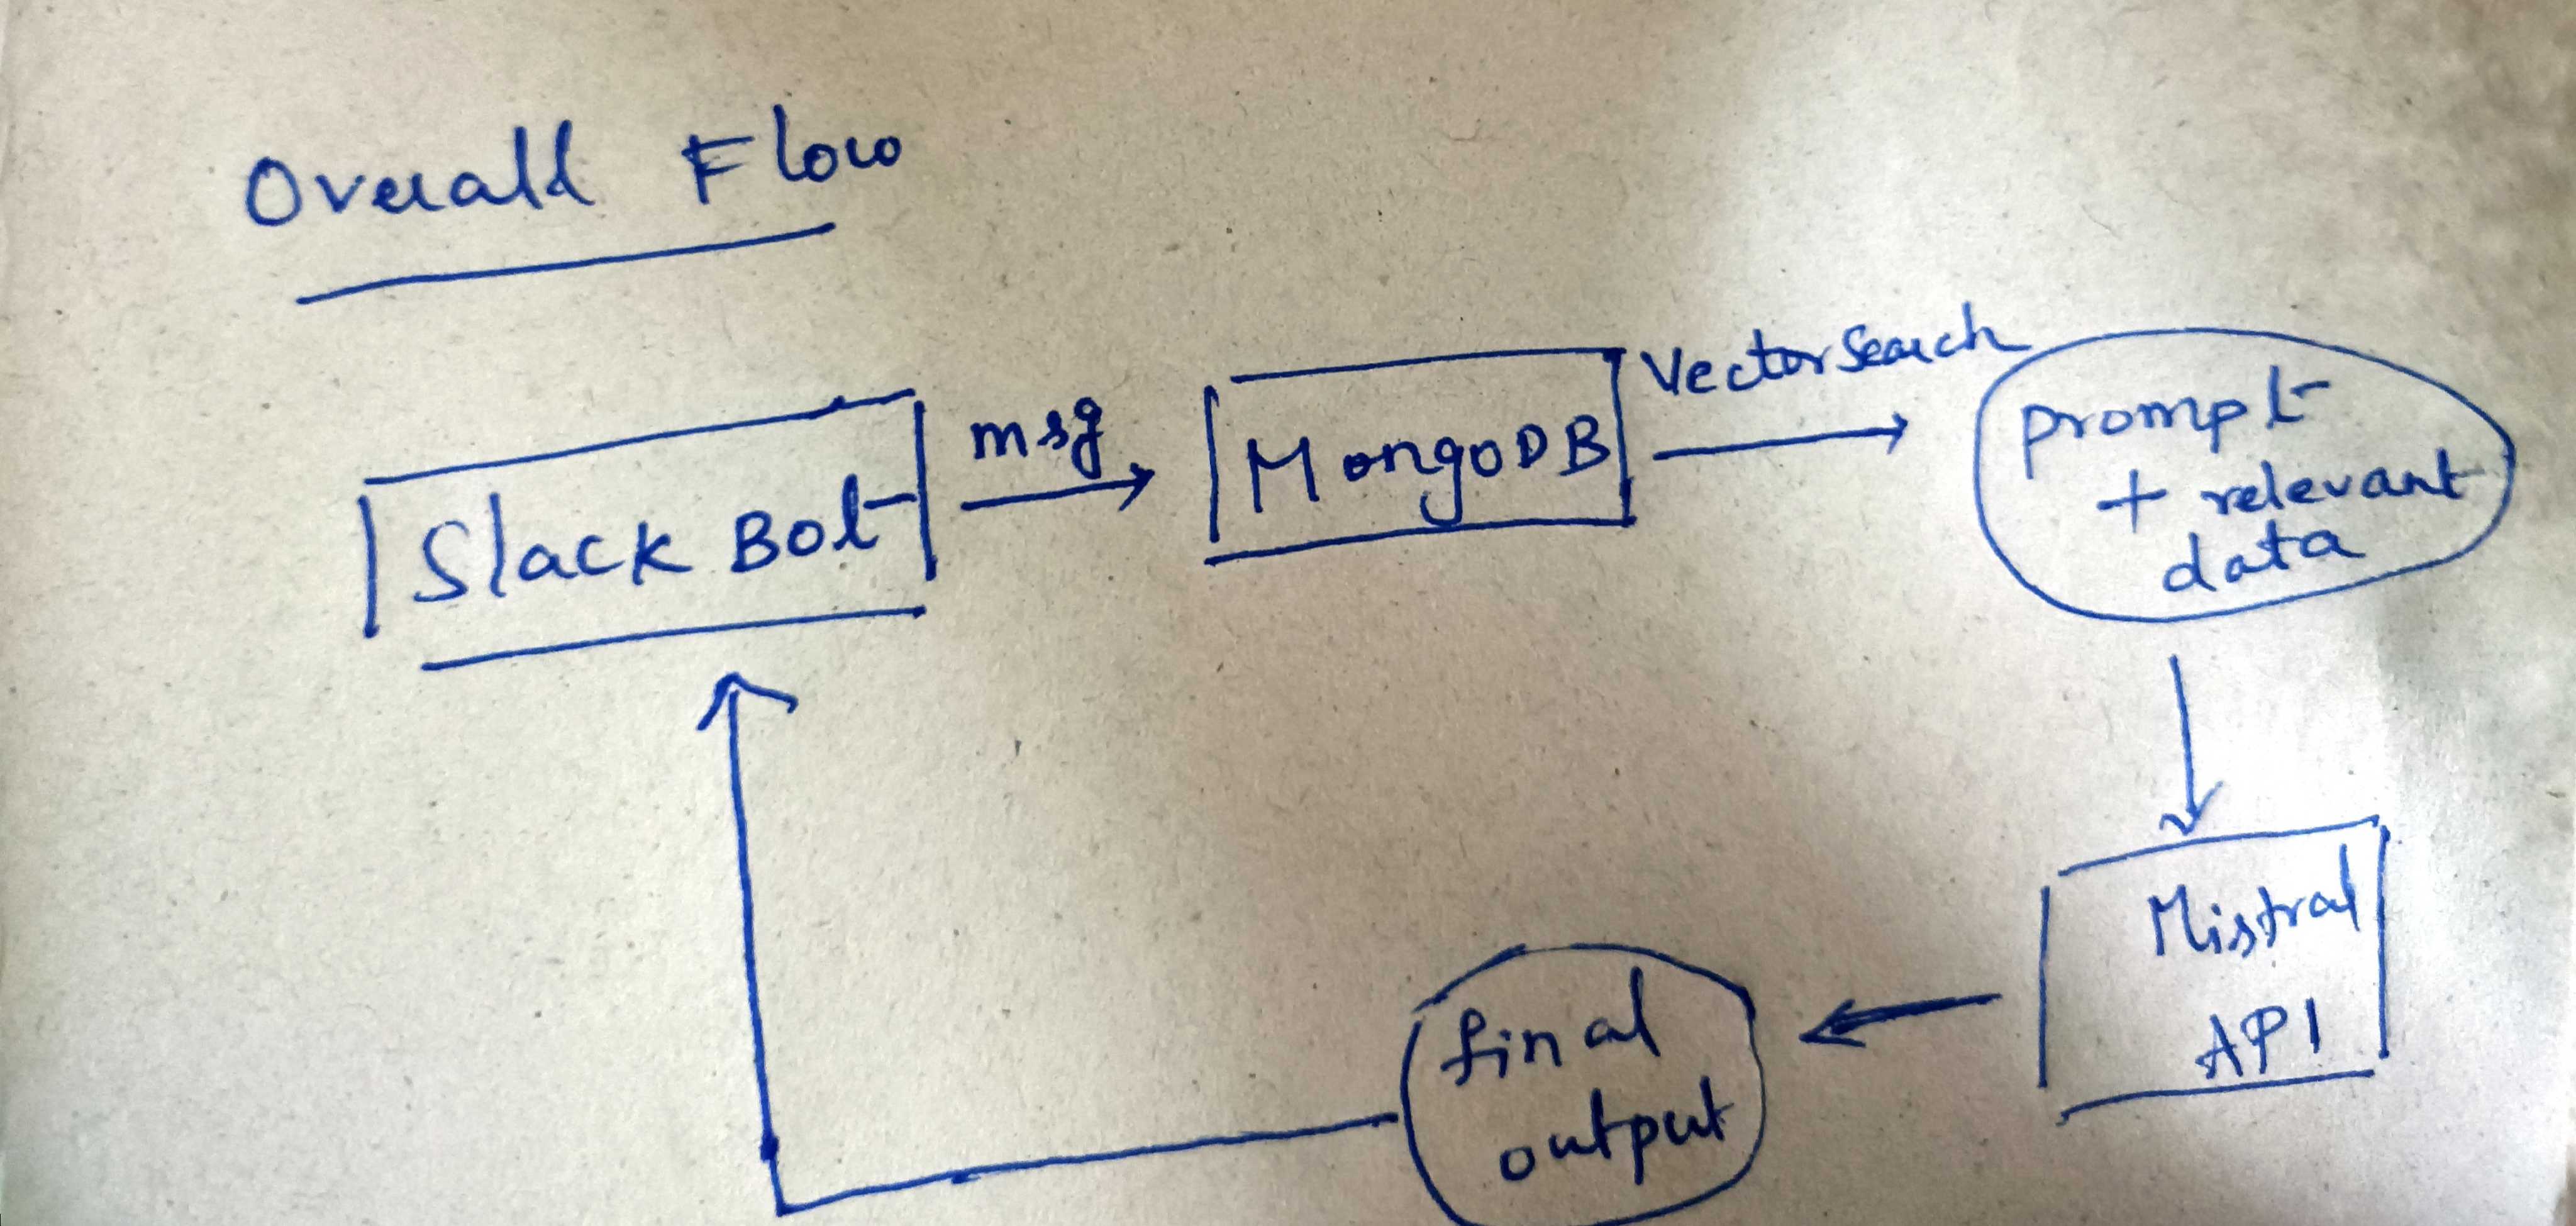 Overall Flow
Slack Bot
msg
MongoDB
Vector Search
prompt
+ relevant
data
Mistral
API
final
output